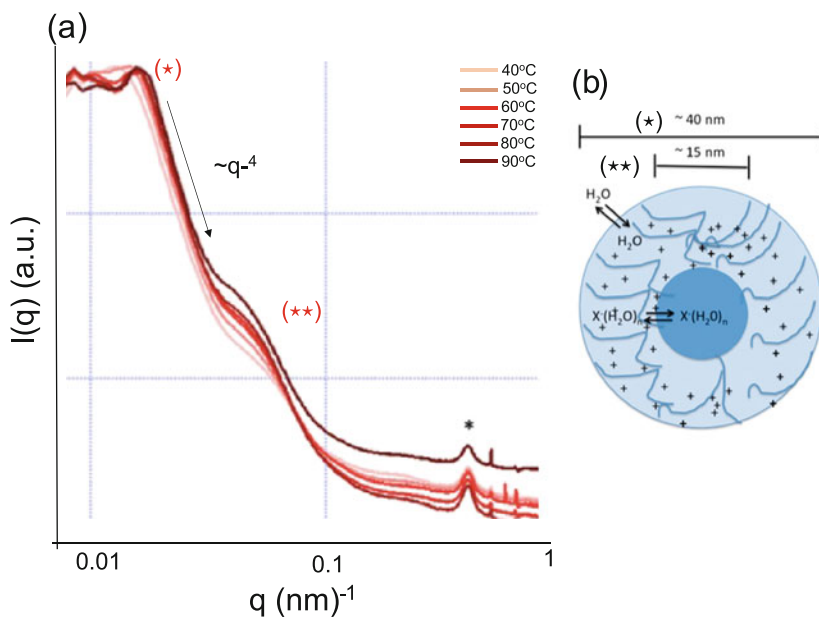 (a)
(⋆)
40°C
50°C
60°C
70°C
80°C
90°C
~q-⁴
(⋆⋆)
*
I(q) (a.u.)
0.01 0.1 1
q (nm)⁻¹
(b)
(⋆) ~ 40 nm
(⋆⋆) ~ 15 nm
H₂O
H₂O
X⁻(H₂O)ₙ X⁻(H₂0)ₙ